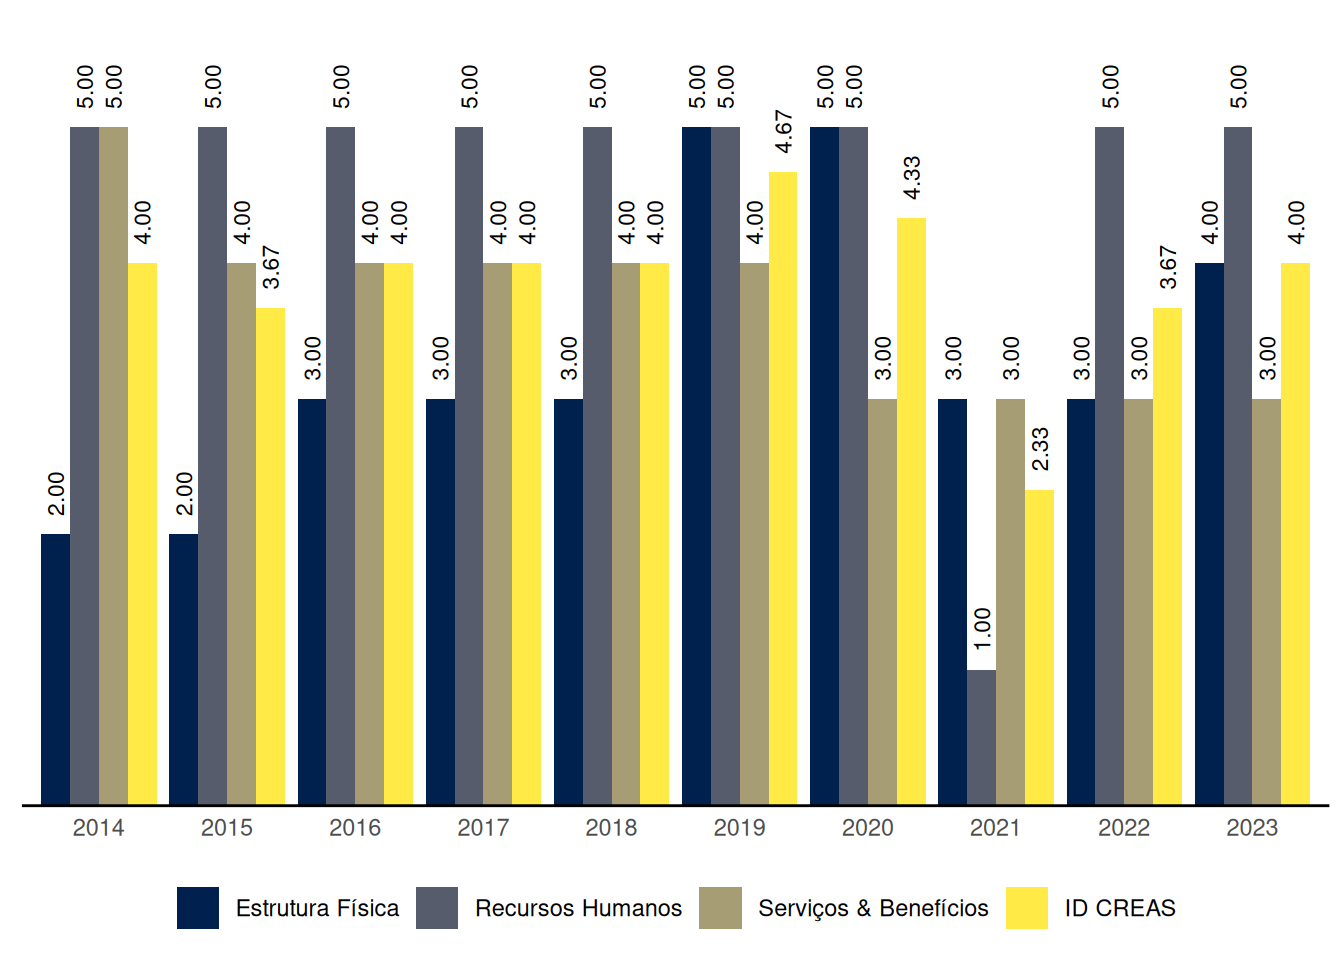 5.00 5.00 5.00 5.00 5.00 5.00 5.00 5.00 5.00 5.00 5.00 5.00
4.67
4.33
4.00 4.00 4.00 4.00 4.00 4.00 4.00 4.00 4.00 4.00 4.00
3.67 3.67
3.00 3.00 3.00 3.00 3.00 3.00 3.00 3.00 3.00
2.33
2.00 2.00
1.00
2014 2015 2016 2017 2018 2019 2020 2021 2022 2023
Estrutura Física Recursos Humanos Serviços & Benefícios ID CREAS